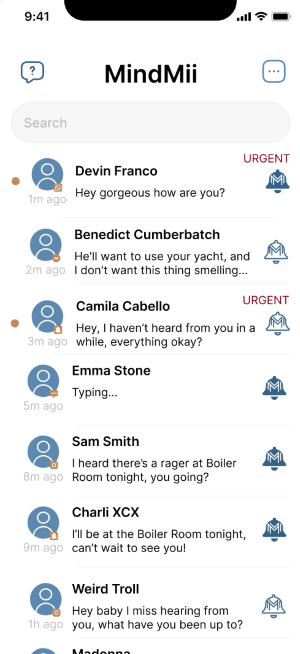 9:41
?
MindMii
Search
URGENT
Devin Franco
Hey gorgeous how are you?
1m ago
Benedict Cumberbatch
He'll want to use your yacht, and
I don't want this thing smelling...
2m ago
URGENT
Camila Cabello
Hey, I haven't heard from you in a
while, everything okay?
3m ago
Emma Stone
Typing...
5m ago
Sam Smith
I heard there's a rager at Boiler
Room tonight, you going?
8m ago
Charli XCX
I'll be at the Boiler Room tonight,
can't wait to see you!
9m ago
Weird Troll
Hey baby I miss hearing from
you, what have you been up to?
1h ago
Madonna